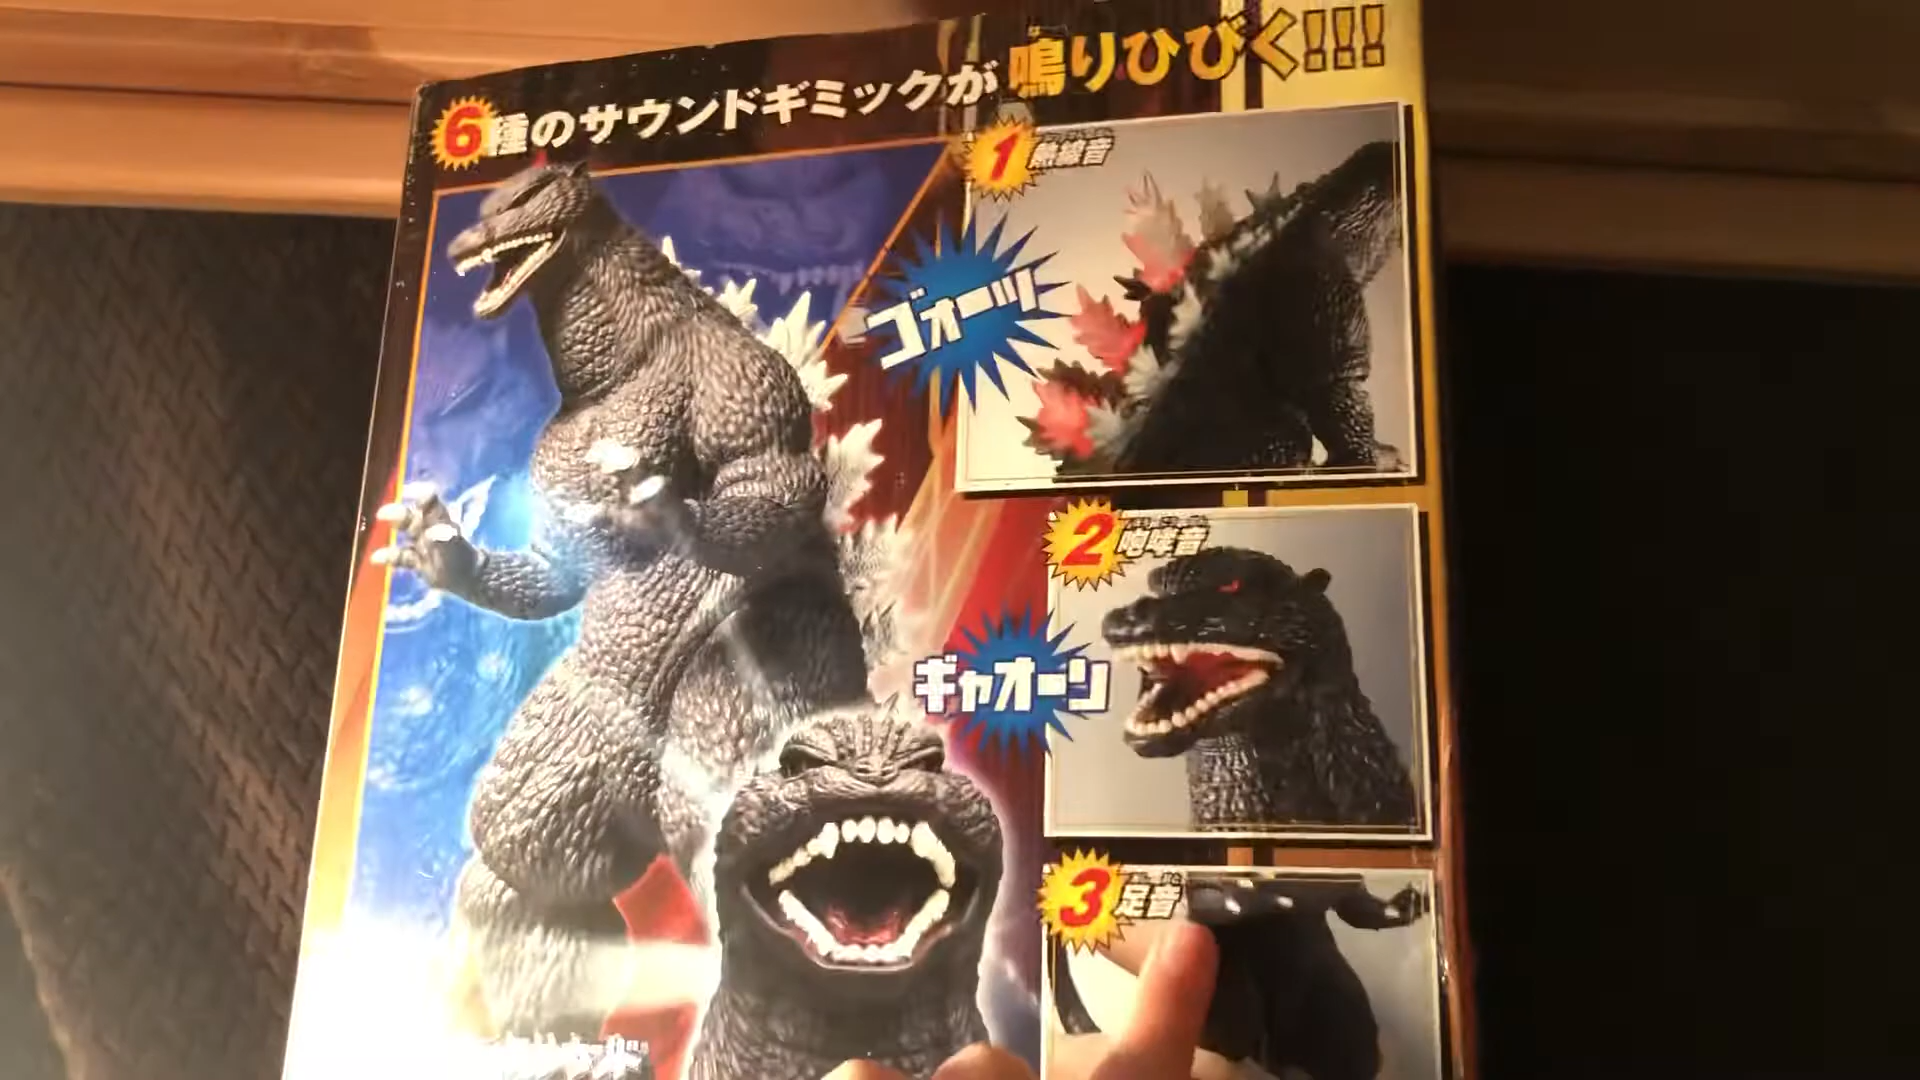 6種のサウンドギミックが鳴りひびく!!!
1 熱線音
ゴォーッ
2 咆哮音
ギャオーン
3 足音